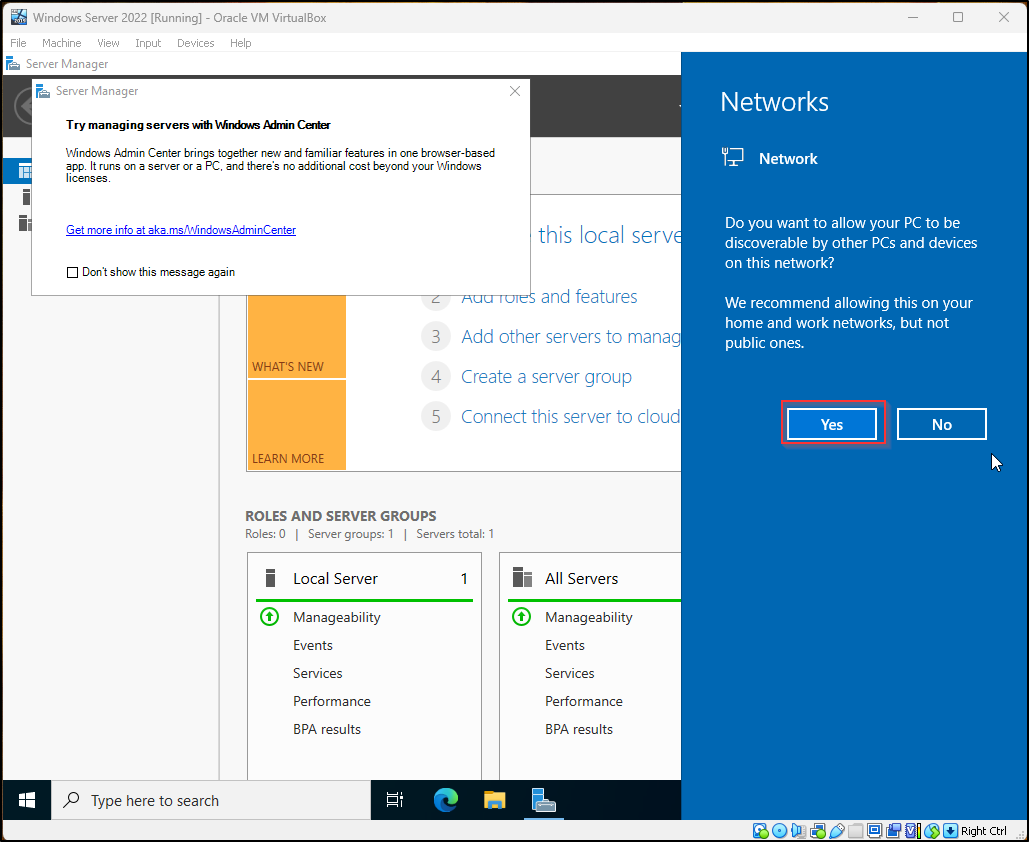 Windows Server 2022 [Running] - Oracle VM VirtualBox
File Machine View Input Devices Help
Server Manager
Server Manager
Try managing servers with Windows Admin Center
Windows Admin Center brings together new and familiar features in one browser-based
app. It runs on a server or a PC, and there's no additional cost beyond your Windows
licenses.
Get more info at aka.ms/WindowsAdminCenter
Don't show this message again
this local serve
2 Add roles and features
3 Add other servers to manag
4 Create a server group
5 Connect this server to cloud
WHAT'S NEW
LEARN MORE
ROLES AND SERVER GROUPS
Roles: 0 | Server groups: 1 | Servers total: 1
Local Server 1
Manageability
Events
Services
Performance
BPA results
All Servers
Manageability
Events
Services
Performance
BPA results
Networks
Network
Do you want to allow your PC to be
discoverable by other PCs and devices
on this network?
We recommend allowing this on your
home and work networks, but not
public ones.
Yes
No
Type here to search
Right Ctrl